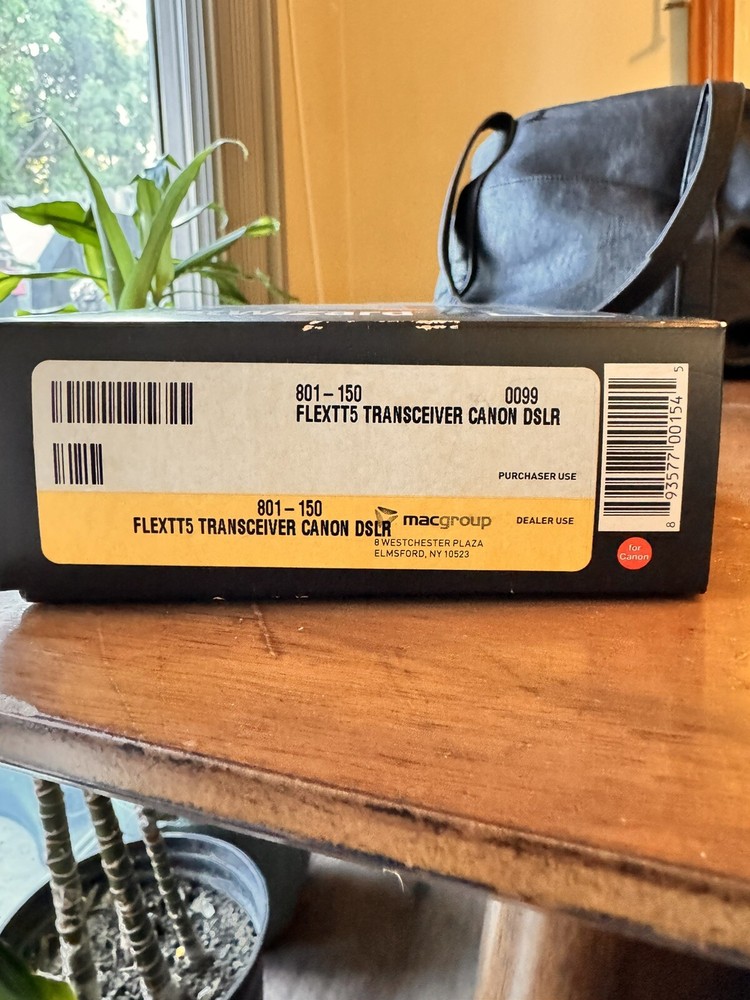 801-150 0099
FLEXTT5 TRANSCEIVER CANON DSLR
PURCHASER USE
801-150
FLEXTT5 TRANSCEIVER CANON DSLR
macgroup
DEALER USE
8 WESTCHESTER PLAZA
ELMSFORD, NY 10523
8 93577 00154 5
for
Canon